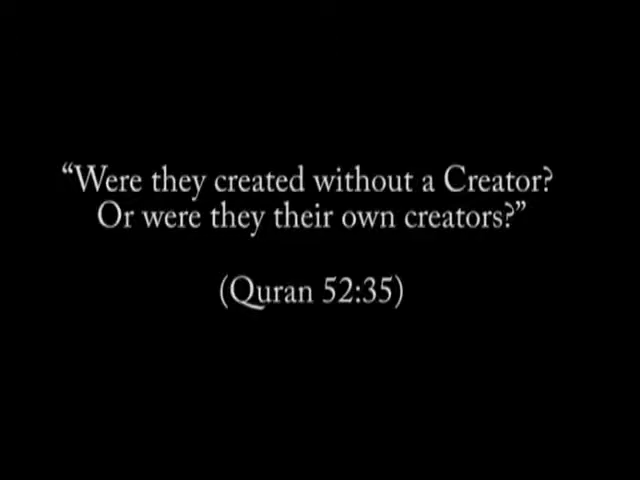 “Were they created without a Creator?
Or were they their own creators?”
(Quran 52:35)